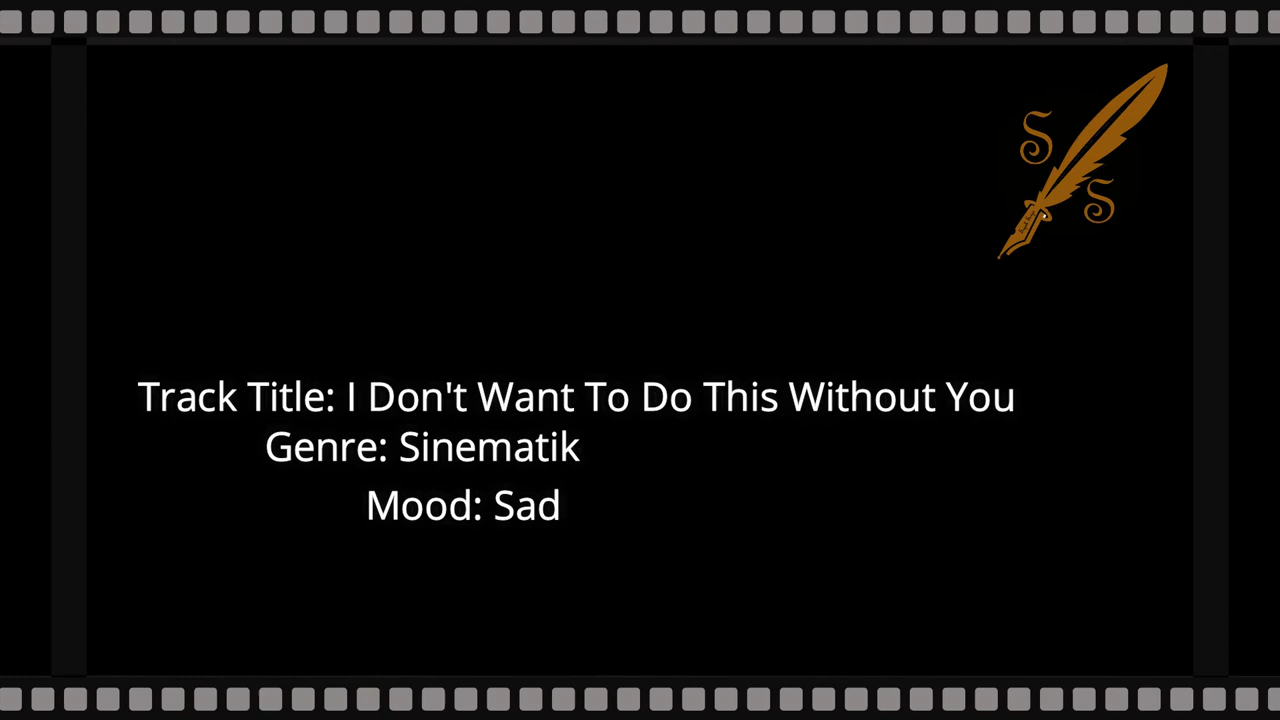 S
S
Track Title: I Don't Want To Do This Without You
Genre: Sinematik
Mood: Sad